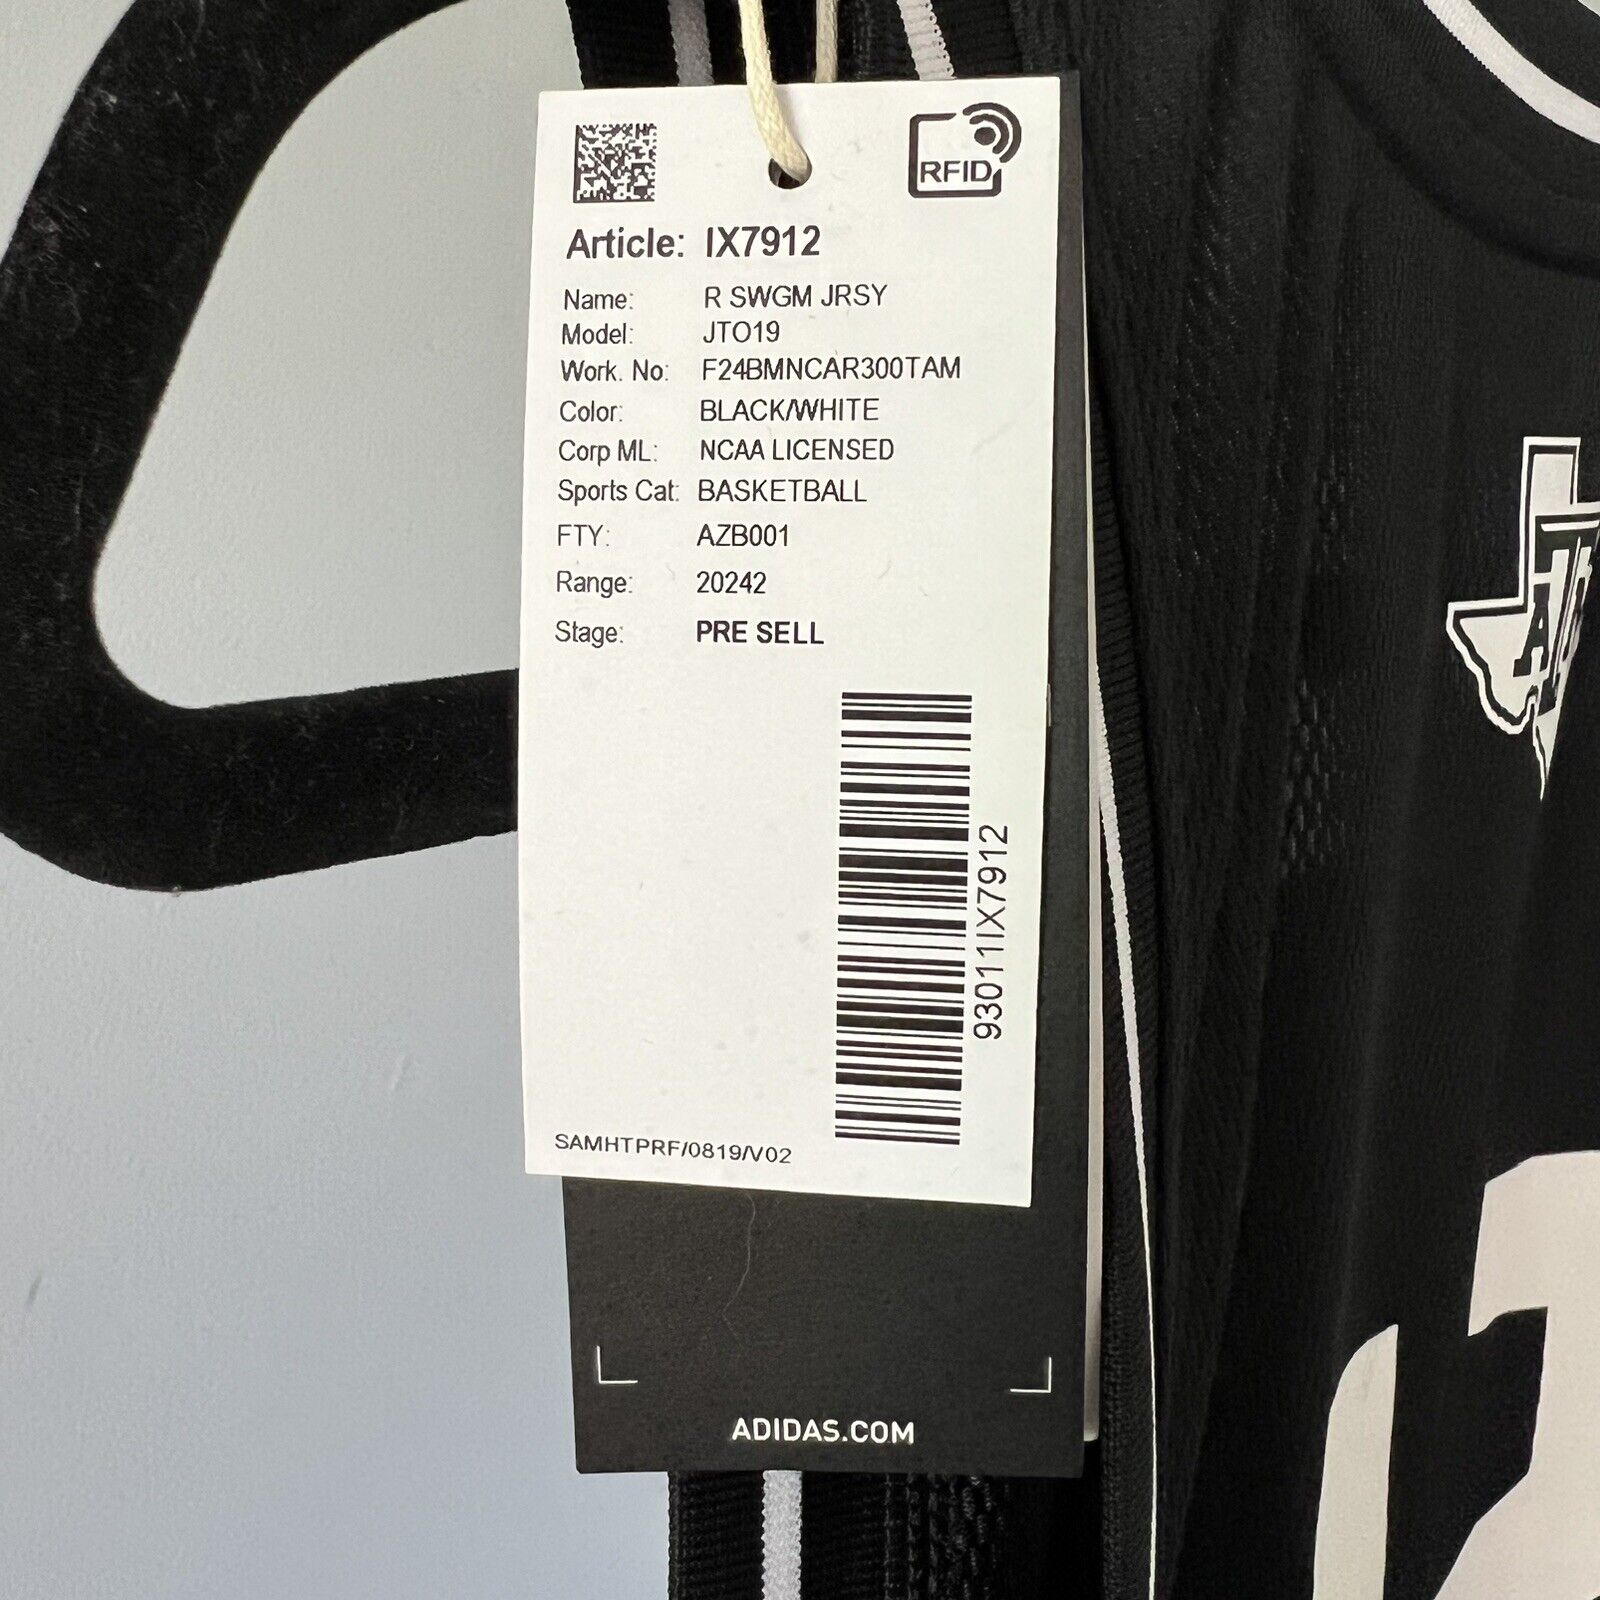 RFID
Article: IX7912
Name: R SWGM JRSY
Model: JTO19
Work. No: F24BMNCAR300TAM
Color: BLACK/WHITE
Corp ML: NCAA LICENSED
Sports Cat: BASKETBALL
FTY: AZB001
Range: 20242
Stage: PRE SELL
93011IX7912
SAMHTPRF/0819/V02
ADIDAS.COM